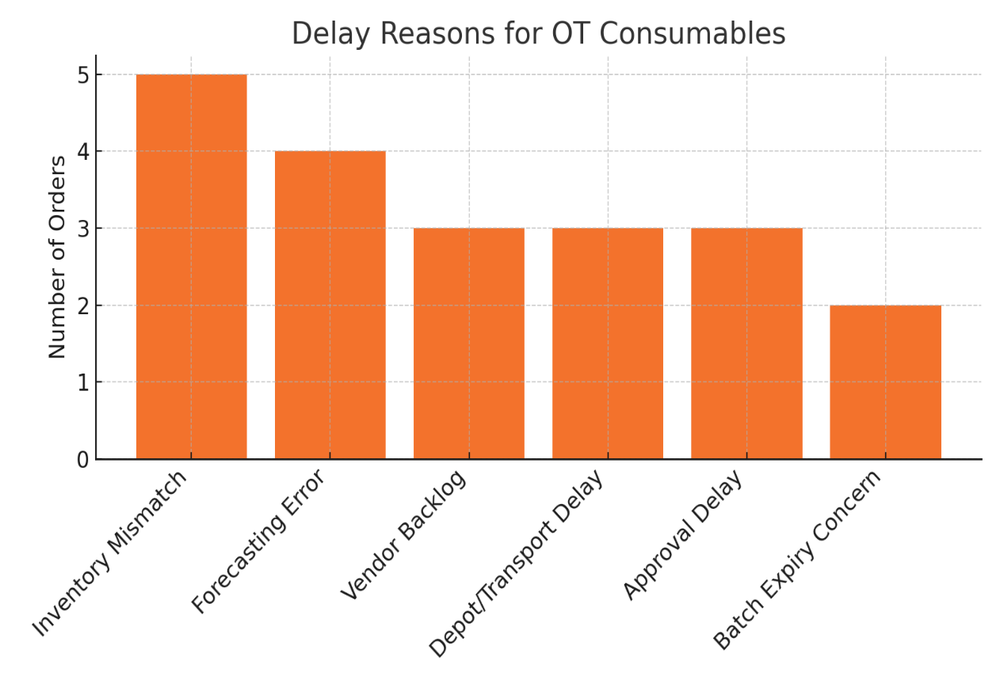 Delay Reasons for OT Consumables
Number of Orders
5
4
3
2
1
0
Inventory Mismatch
Forecasting Error
Vendor Backlog
Depot/Transport Delay
Approval Delay
Batch Expiry Concern